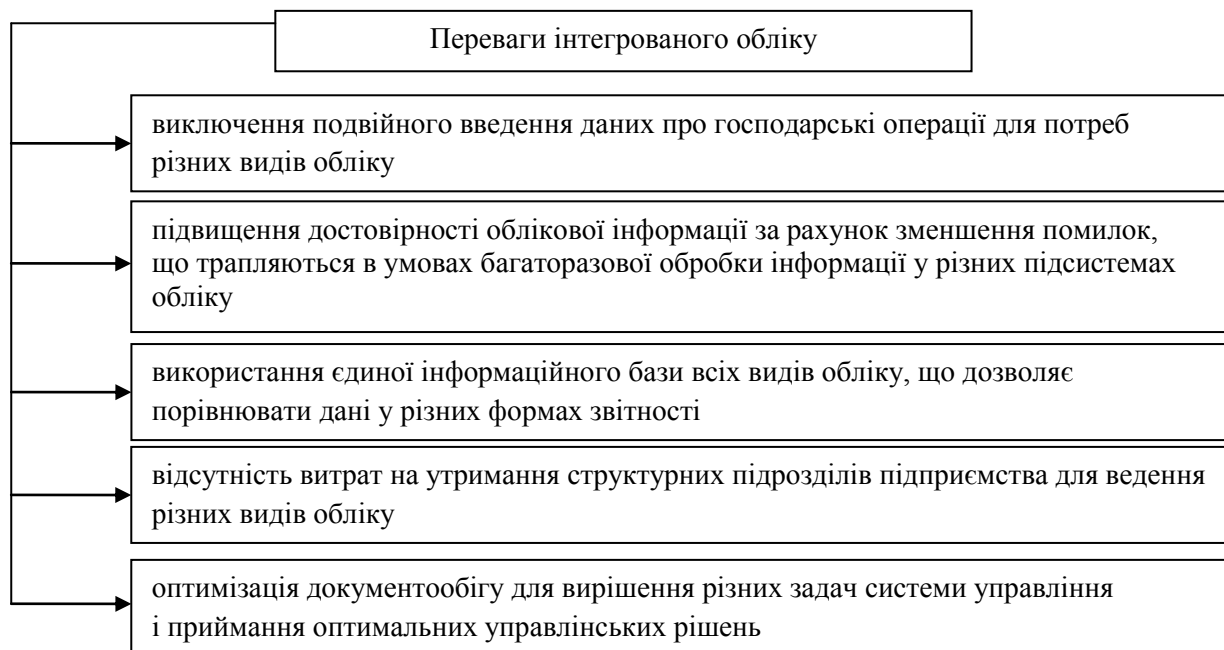 Переваги інтегрованого обліку
виключення подвійного введення даних про господарські операції для потреб
різних видів обліку
підвищення достовірності облікової інформації за рахунок зменшення помилок,
що трапляються в умовах багаторазової обробки інформації у різних підсистемах
обліку
використання єдиної інформаційного бази всіх видів обліку, що дозволяє
порівнювати дані у різних формах звітності
відсутність витрат на утримання структурних підрозділів підприємства для ведення
різних видів обліку
оптимізація документообігу для вирішення різних задач системи управління
і приймання оптимальних управлінських рішень